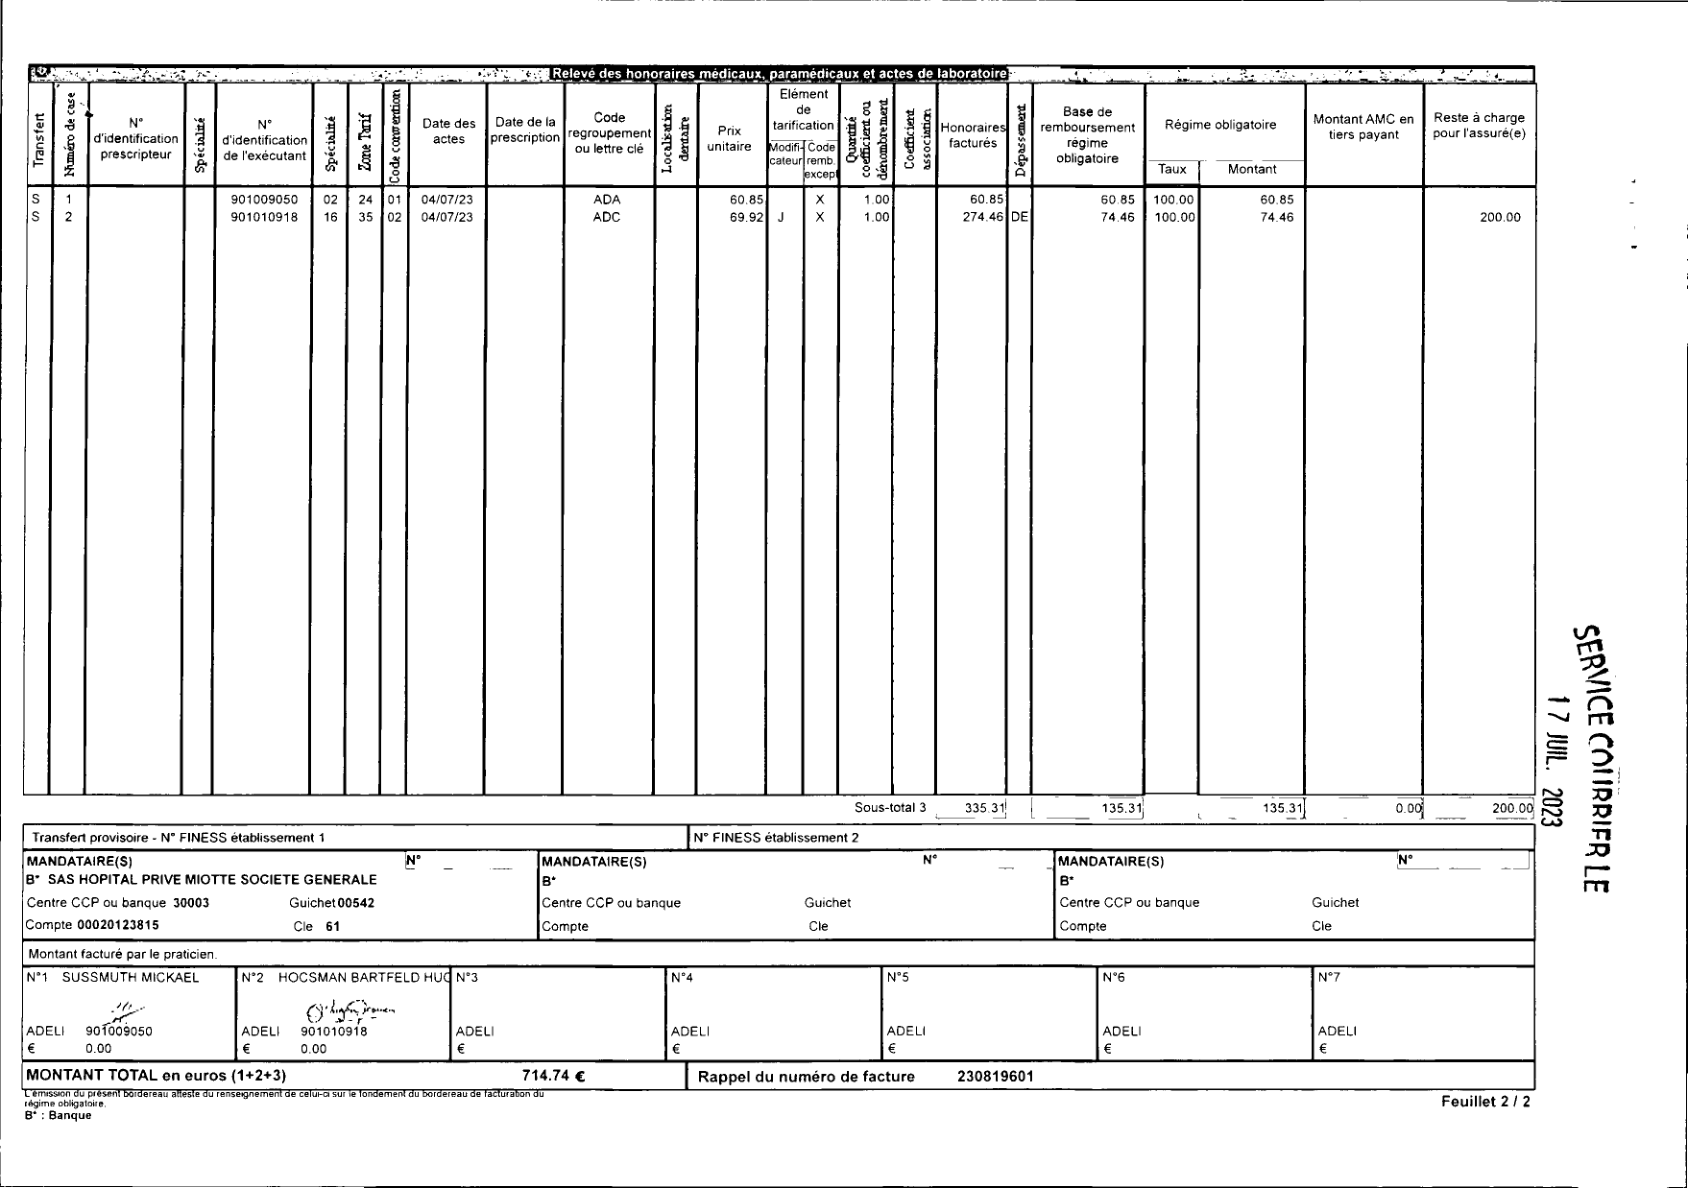 Relevé des honoraires médicaux, paramédicaux et actes de laboratoire
Transfert
Numéro de case
N° d'identification prescripteur
Spécialité
N° d'identification de l'exécutant
Spécialité
Zone Tarif
Code convention
Date des actes
Date de la prescription
Code regroupement ou lettre clé
Localisation dentaire
Prix unitaire
Elément de tarification
Modifi-cateur
Code remb. except
Quantité coefficient ou dénombrement
Coefficient association
Honoraires facturés
Dépassement
Base de remboursement régime obligatoire
Régime obligatoire
Taux
Montant
Montant AMC en tiers payant
Reste à charge pour l'assuré(e)
S 1 901009050 02 24 01 04/07/23 ADA 60.85 X 1.00 60.85 60.85 100.00 60.85
S 2 901010918 16 35 02 04/07/23 ADC 69.92 J X 1.00 274.46 DE 74.46 100.00 74.46 200.00
Sous-total 3 335.31 135.31 135.31 0.00 200.00
Transfert provisoire - N° FINESS établissement 1 N° FINESS établissement 2
MANDATAIRE(S) N° MANDATAIRE(S) N° MANDATAIRE(S) N°
B* SAS HOPITAL PRIVE MIOTTE SOCIETE GENERALE B* B*
Centre CCP ou banque 30003 Guichet 00542 Centre CCP ou banque Guichet Centre CCP ou banque Guichet
Compte 00020123815 Cle 61 Compte Cle Compte Cle
Montant facturé par le praticien.
N°1 SUSSMUTH MICKAEL N°2 HOCSMAN BARTFELD HUG N°3 N°4 N°5 N°6 N°7
ADELI 901009050 ADELI 901010918 ADELI ADELI ADELI ADELI ADELI
€ 0.00 € 0.00 € € € € €
MONTANT TOTAL en euros (1+2+3) 714.74 € Rappel du numéro de facture 230819601
L'émission du présent bordereau atteste du renseignement de celui-ci sur le fondement du bordereau de facturation du
régime obligatoire.
B* : Banque
Feuillet 2 / 2
SERVICE COURRIER LE
17 JUIL. 2023